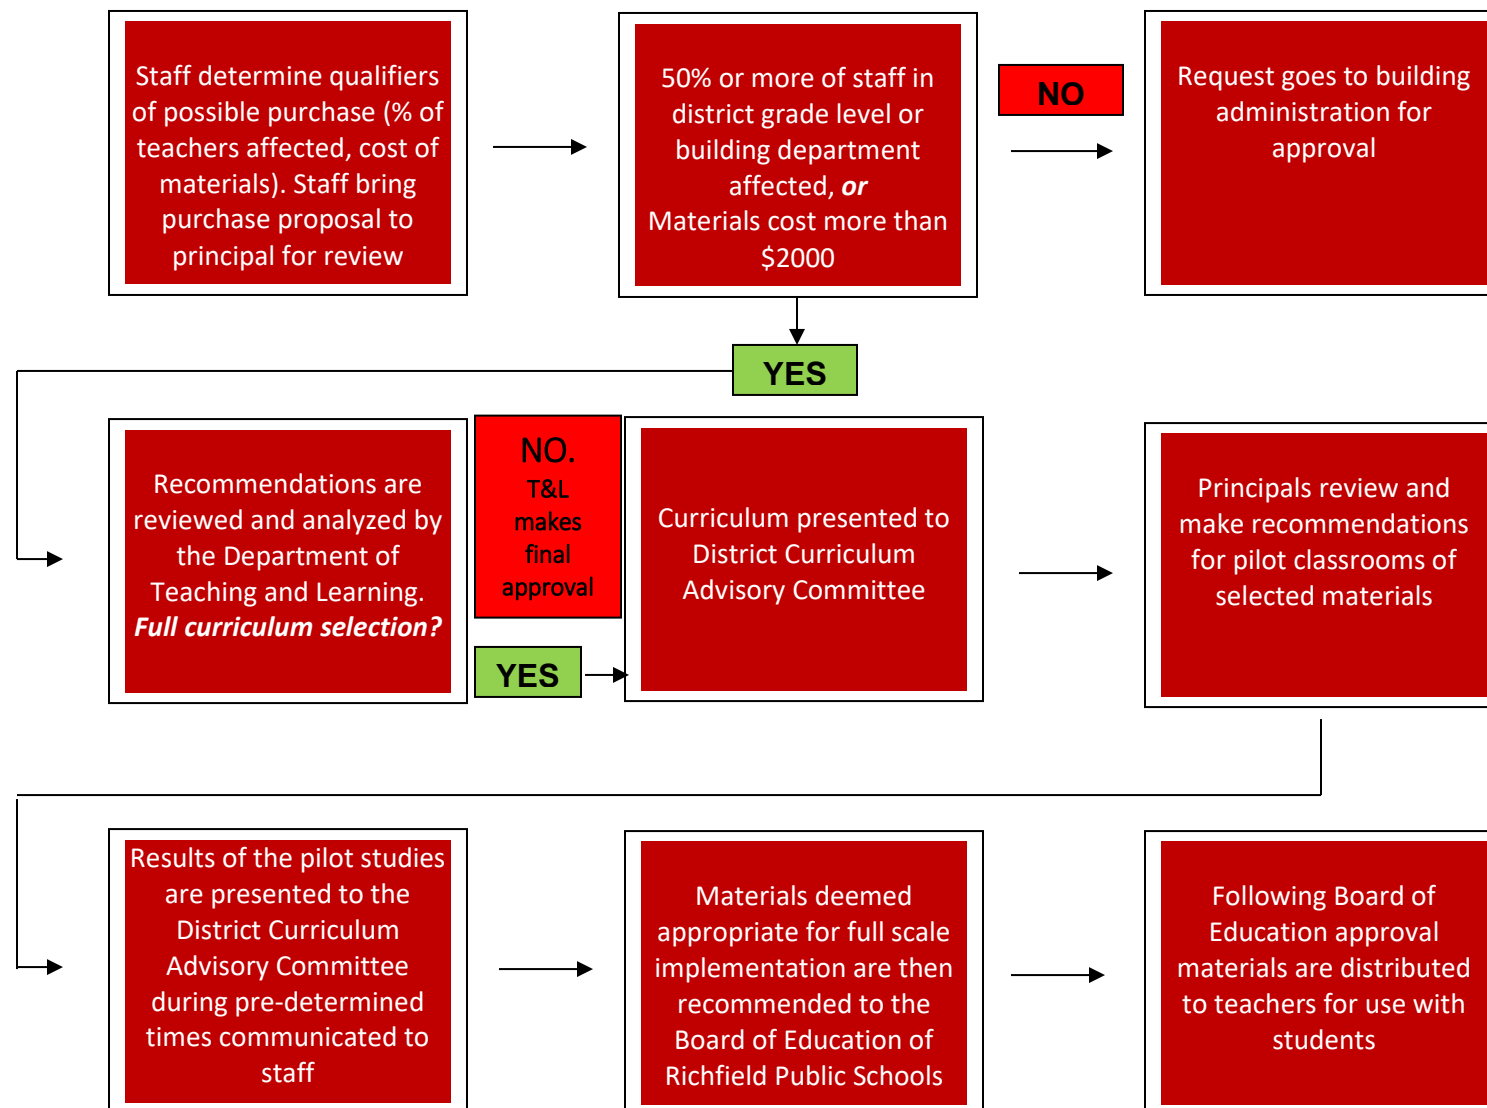 Staff determine qualifiers
of possible purchase (% of
teachers affected, cost of
materials). Staff bring
purchase proposal to
principal for review
50% or more of staff in
district grade level or
building department
affected, or
Materials cost more than
$2000
NO
Request goes to building
administration for
approval
YES
Recommendations are
reviewed and analyzed by
the Department of
Teaching and Learning.
Full curriculum selection?
NO.
T&L
makes
final
approval
YES
Curriculum presented to
District Curriculum
Advisory Committee
Principals review and
make recommendations
for pilot classrooms of
selected materials
Results of the pilot studies
are presented to the
District Curriculum
Advisory Committee
during pre-determined
times communicated to
staff
Materials deemed
appropriate for full scale
implementation are then
recommended to the
Board of Education of
Richfield Public Schools
Following Board of
Education approval
materials are distributed
to teachers for use with
students